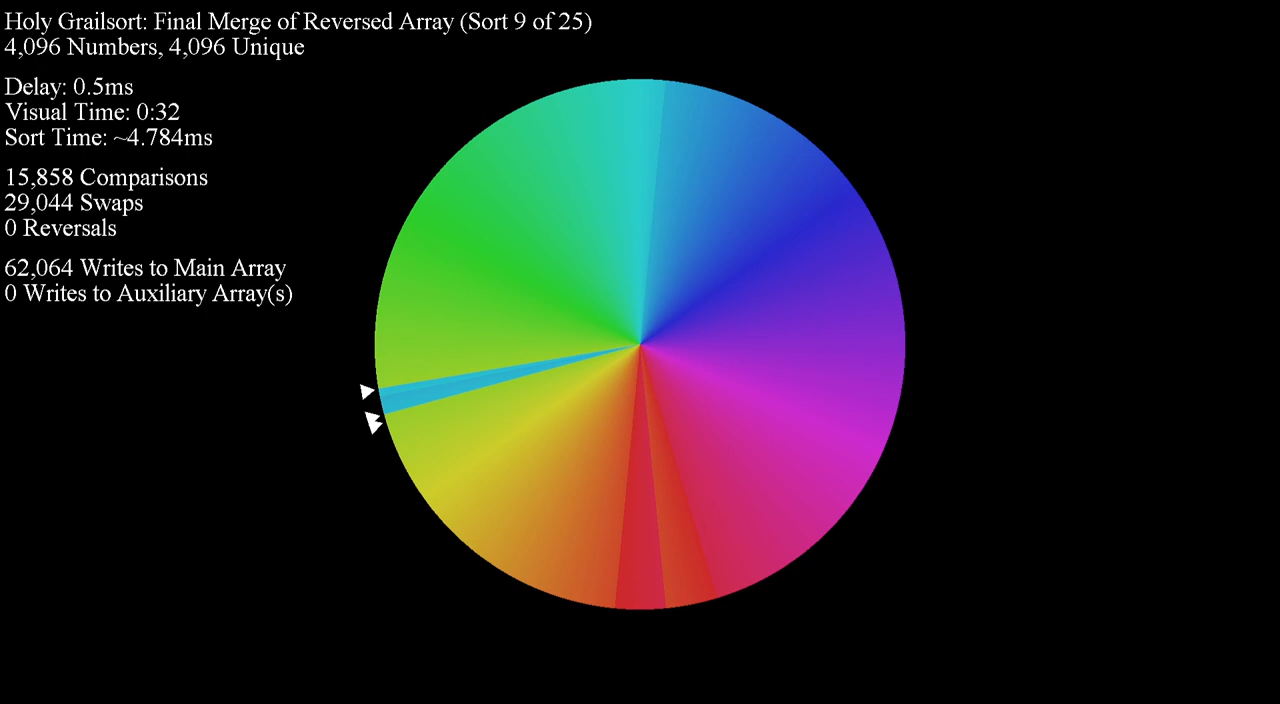 Holy Grailsort: Final Merge of Reversed Array (Sort 9 of 25)
4,096 Numbers, 4,096 Unique
Delay: 0.5ms
Visual Time: 0:32
Sort Time: ~4.784ms
15,858 Comparisons
29,044 Swaps
0 Reversals
62,064 Writes to Main Array
0 Writes to Auxiliary Array(s)